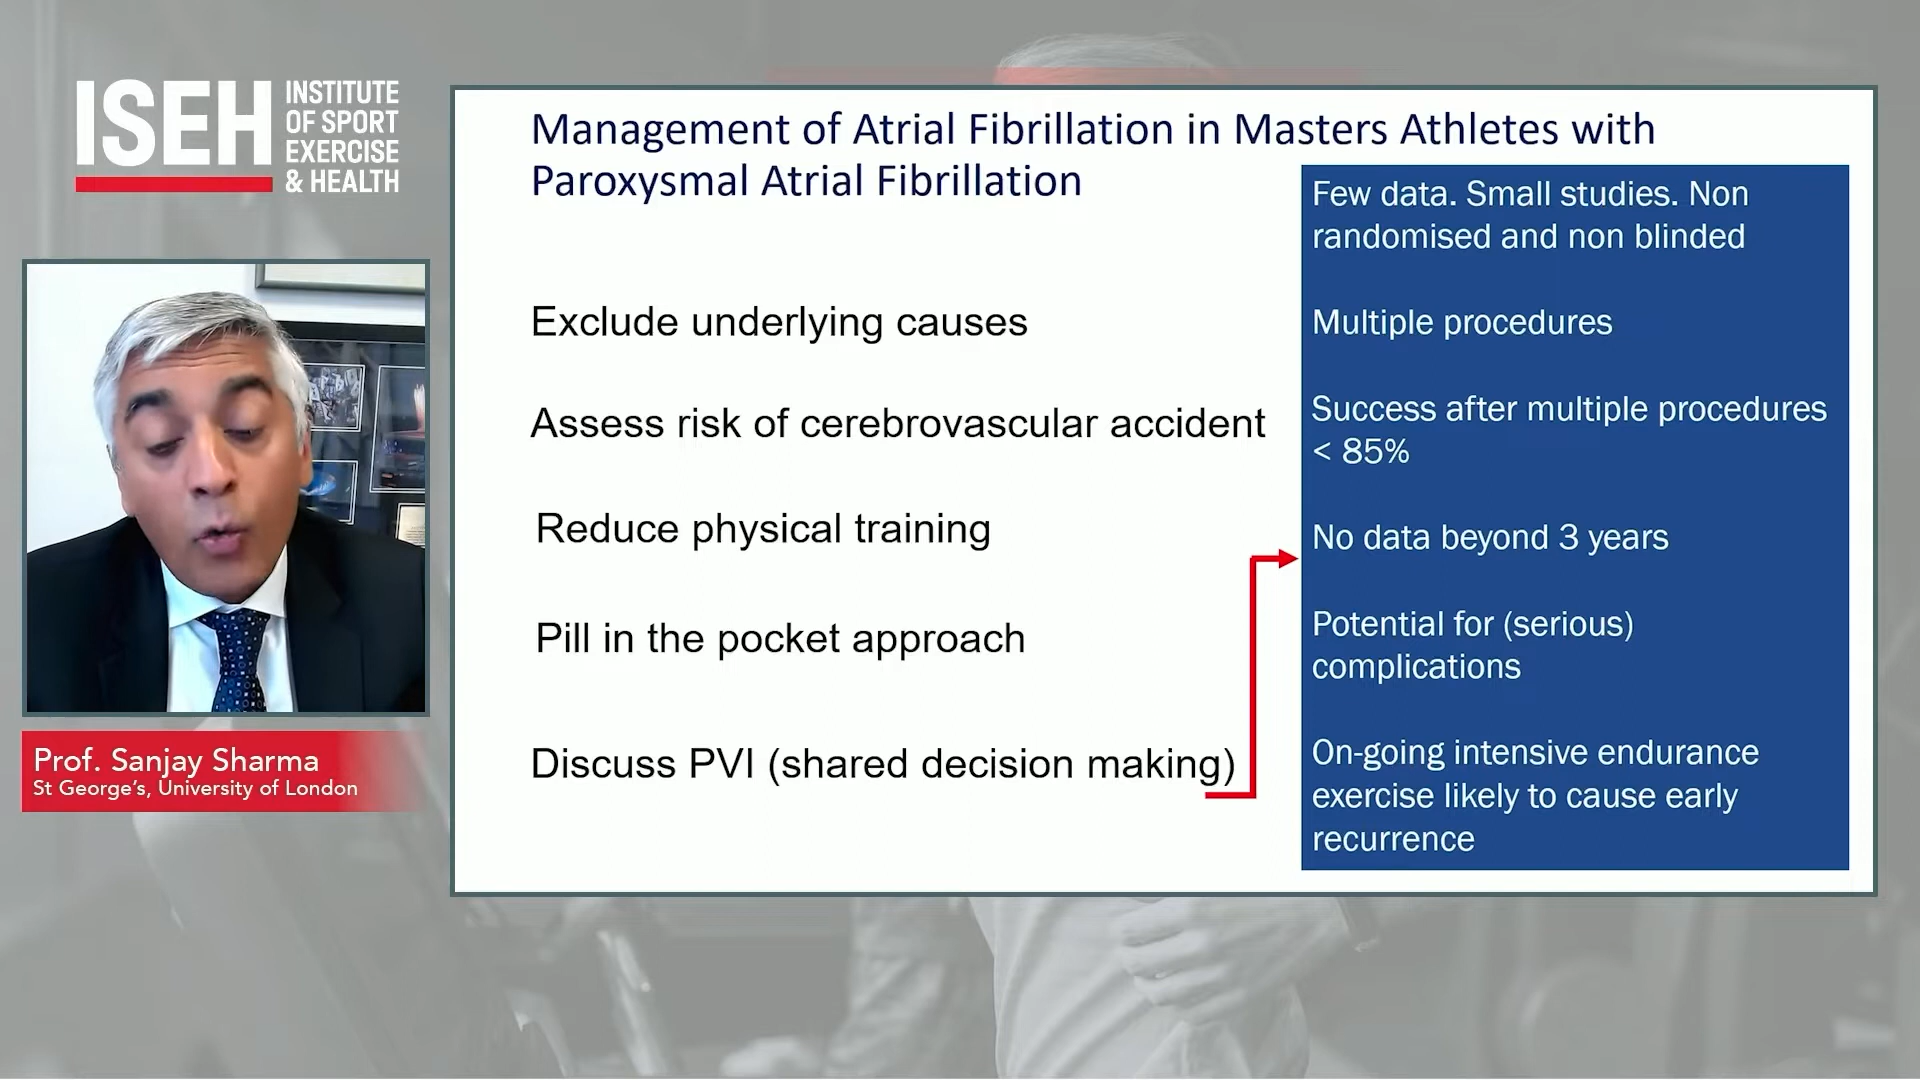 ISEH
INSTITUTE
OF SPORT
EXERCISE
& HEALTH
Prof. Sanjay Sharma
St George's, University of London
Management of Atrial Fibrillation in Masters Athletes with
Paroxysmal Atrial Fibrillation
Exclude underlying causes
Assess risk of cerebrovascular accident
Reduce physical training
Pill in the pocket approach
Discuss PVI (shared decision making)
Few data. Small studies. Non
randomised and non blinded
Multiple procedures
Success after multiple procedures
< 85%
No data beyond 3 years
Potential for (serious)
complications
On-going intensive endurance
exercise likely to cause early
recurrence